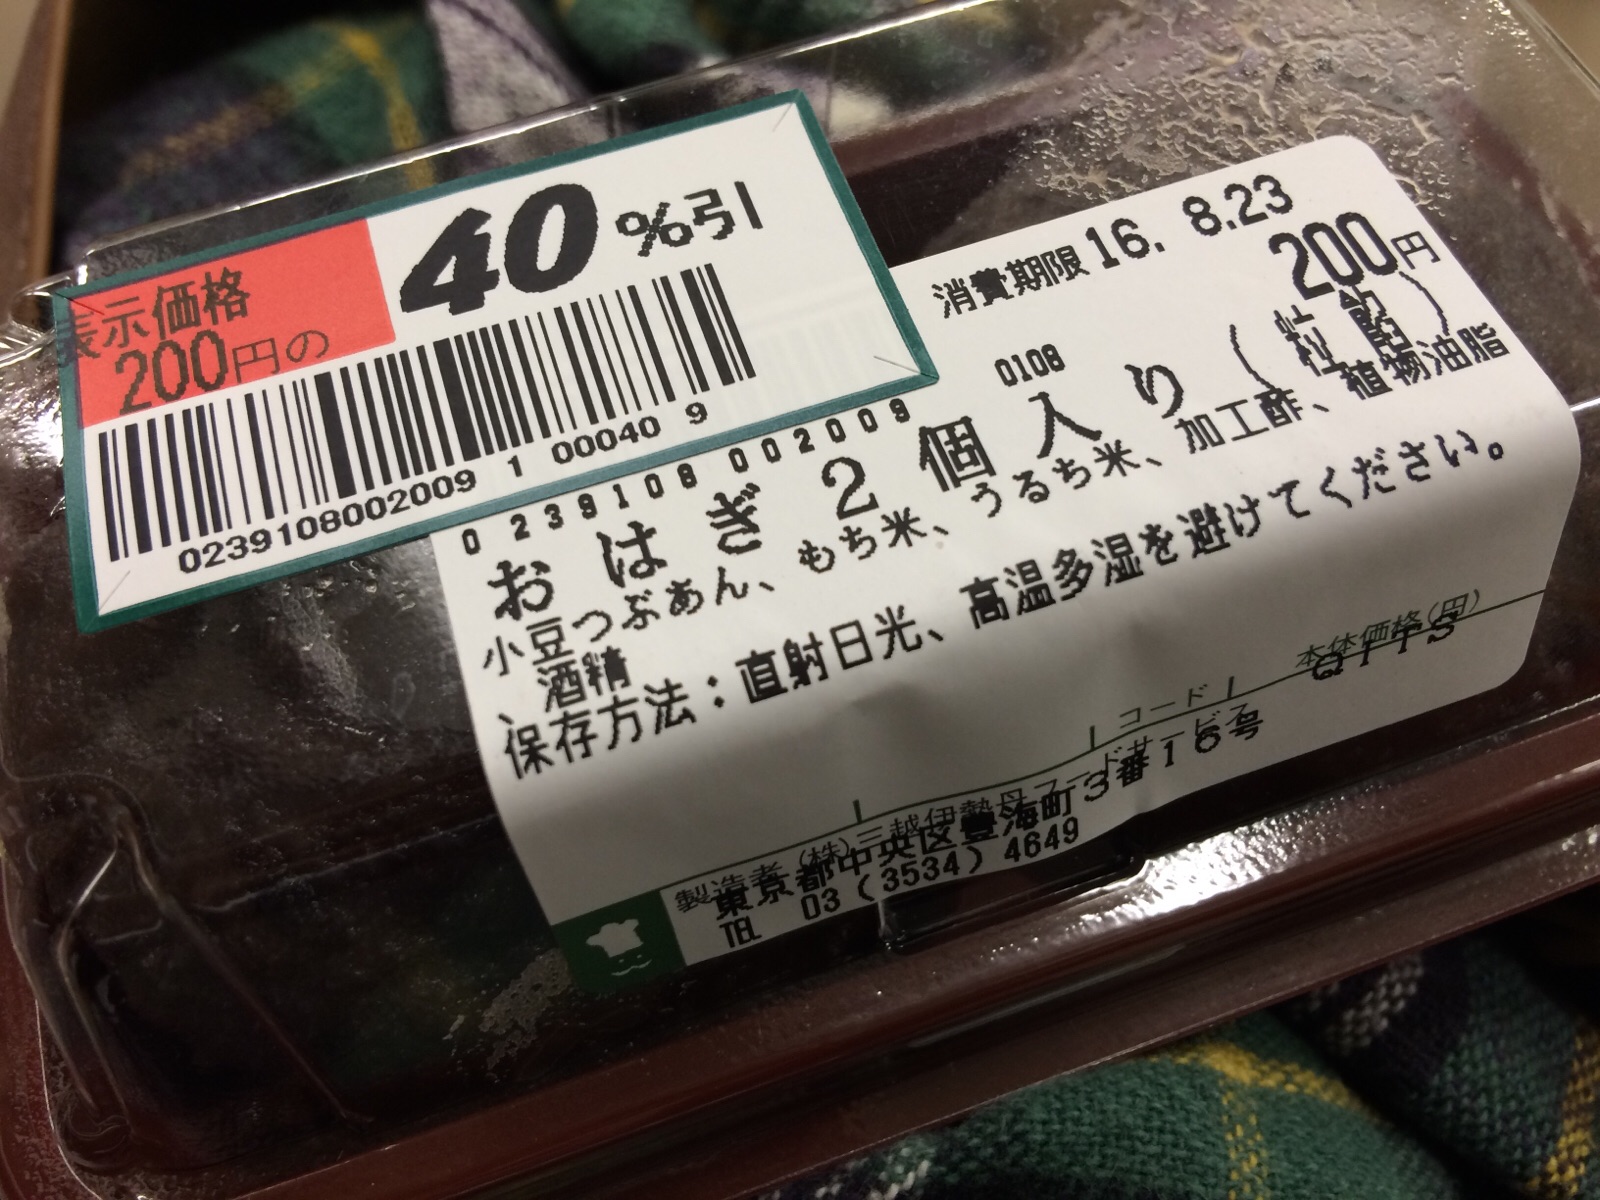 表示価格
200円の
40%引
0239108002009 1 00040 9
消費期限 16. 8.23
200円
0108
0239108 002009
おはぎ2個入り(粒餡)
小豆つぶあん、もち米、うるち米、加工酢、植物油脂
、酒精
保存方法:直射日光、高温多湿を避けてください。
本体価格(円)
コード
製造者 (株)三越伊勢丹フードサービス
東京都中央区豊海町3番16号
TEL 03(3534)4649